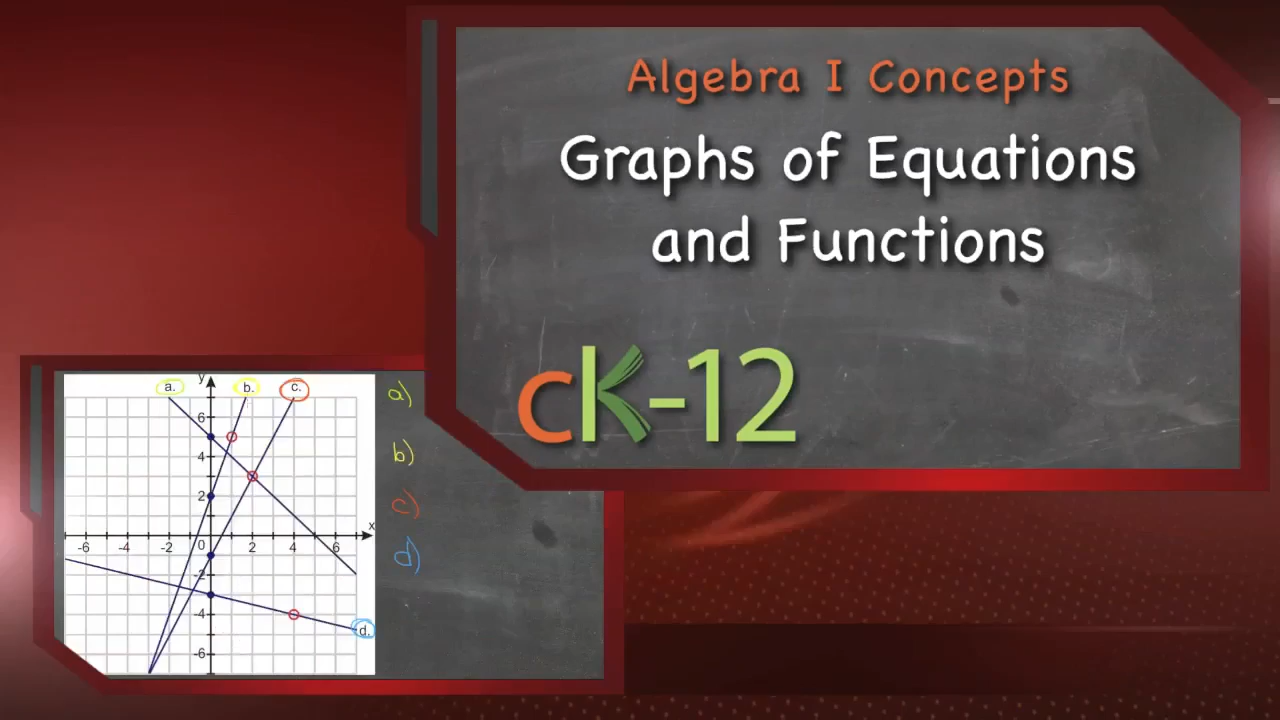 Algebra I Concepts
Graphs of Equations
and Functions
cK-12
y
a.
b.
c.
6
4
2
x
-6
-4
-2
0
2
4
6
-2
-4
-6
d.
a)
b)
c)
d)